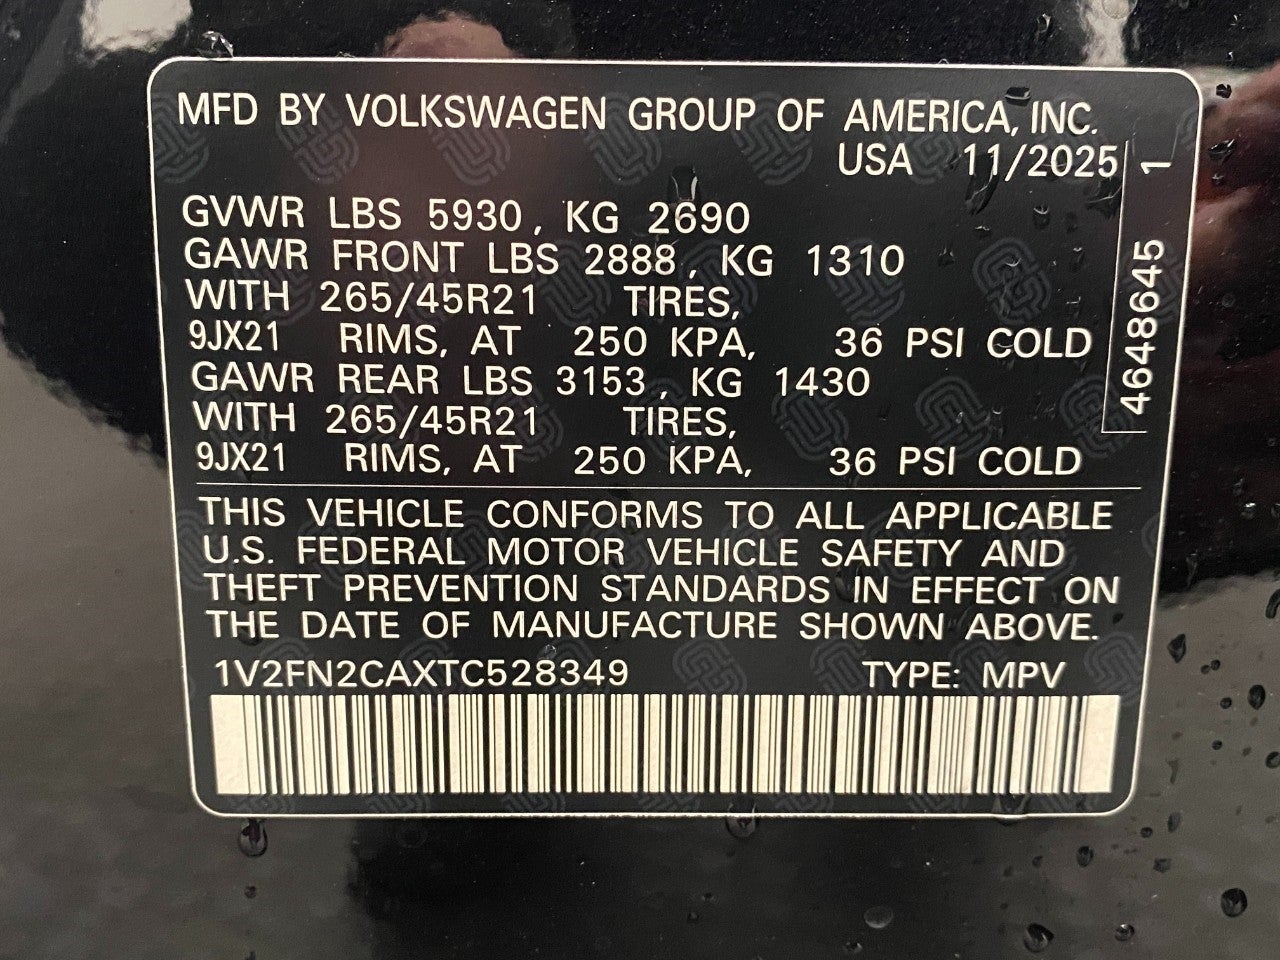 MFD BY VOLKSWAGEN GROUP OF AMERICA, INC.
USA 11/2025
GVWR LBS 5930, KG 2690
GAWR FRONT LBS 2888, KG 1310
WITH 265/45R21 TIRES,
9JX21 RIMS, AT 250 KPA, 36 PSI COLD
GAWR REAR LBS 3153, KG 1430
WITH 265/45R21 TIRES,
9JX21 RIMS, AT 250 KPA, 36 PSI COLD
4648645 1
THIS VEHICLE CONFORMS TO ALL APPLICABLE
U.S. FEDERAL MOTOR VEHICLE SAFETY AND
THEFT PREVENTION STANDARDS IN EFFECT ON
THE DATE OF MANUFACTURE SHOWN ABOVE.
1V2FN2CAXTC528349 TYPE: MPV